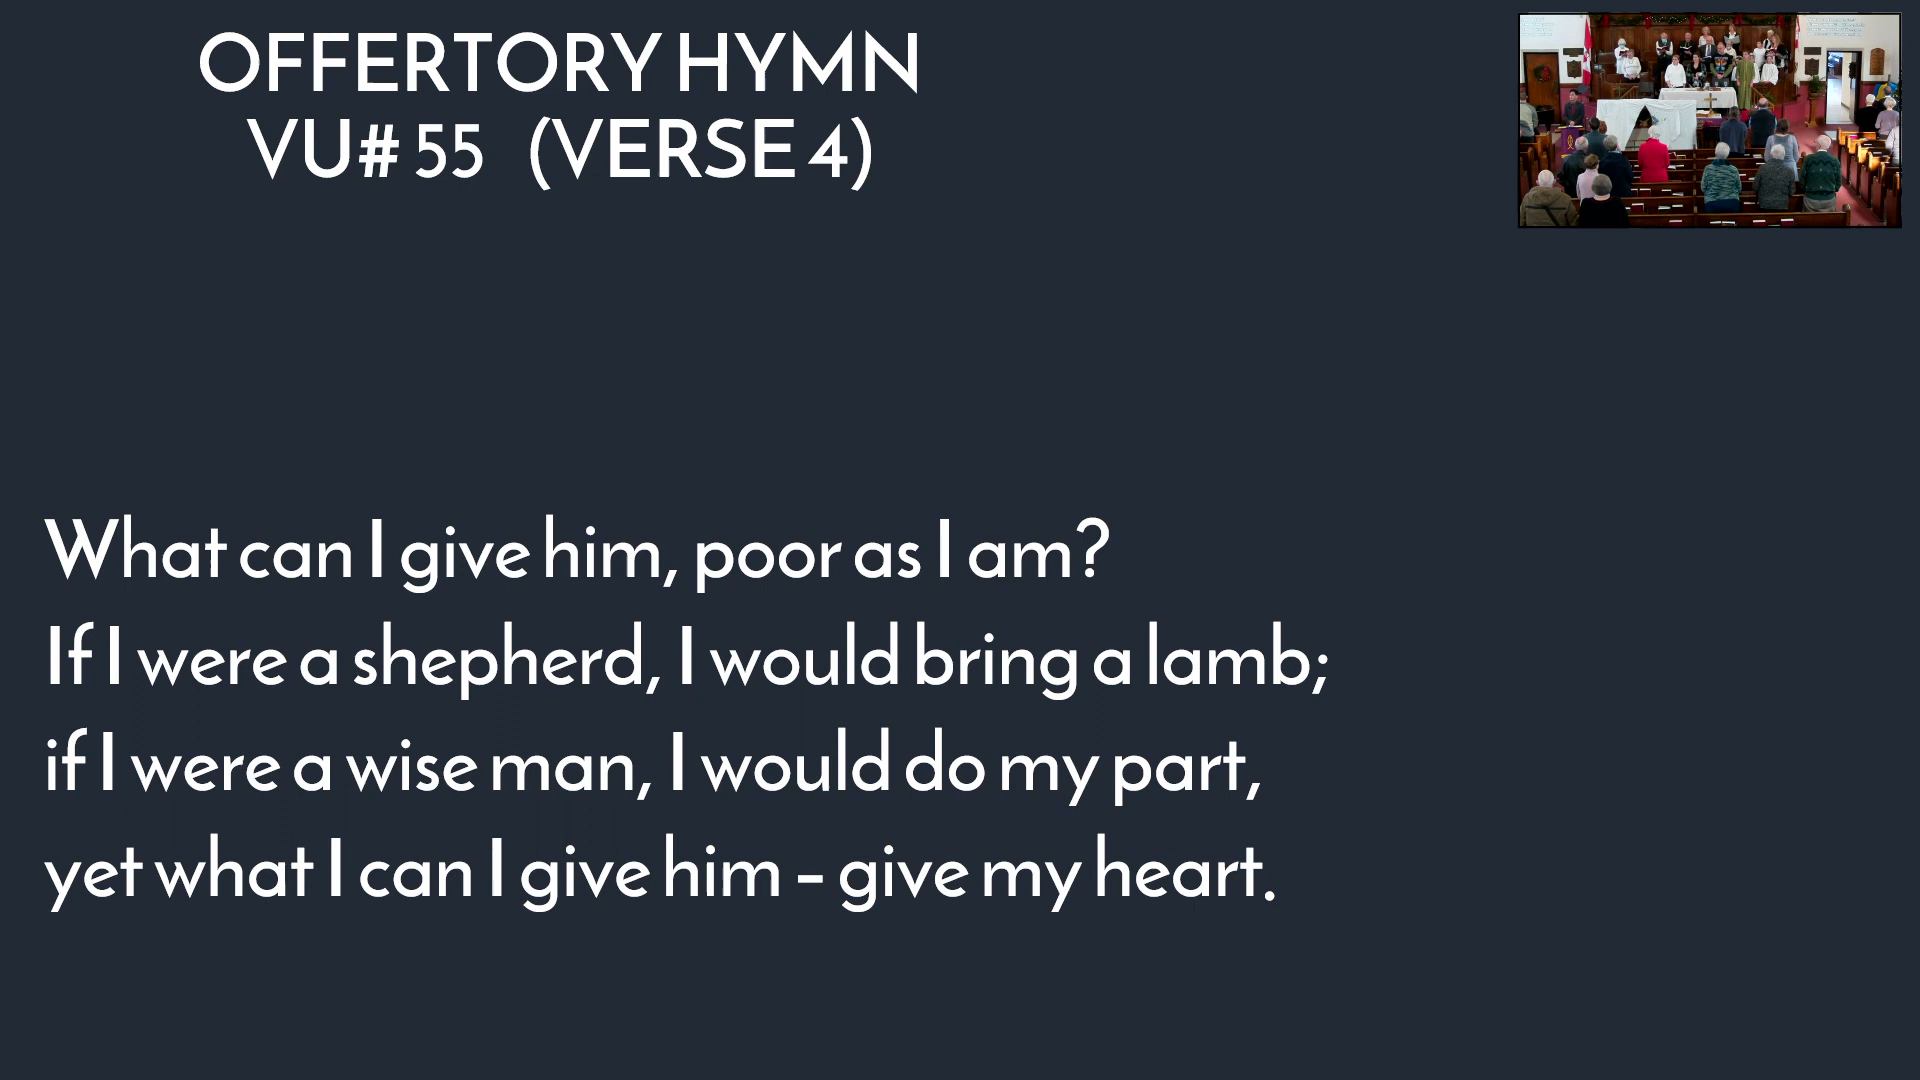 OFFERTORY HYMN
VU# 55 (VERSE 4)
What can I give him, poor as I am?
If I were a shepherd, I would bring a lamb;
if I were a wise man, I would do my part,
yet what I can I give him – give my heart.